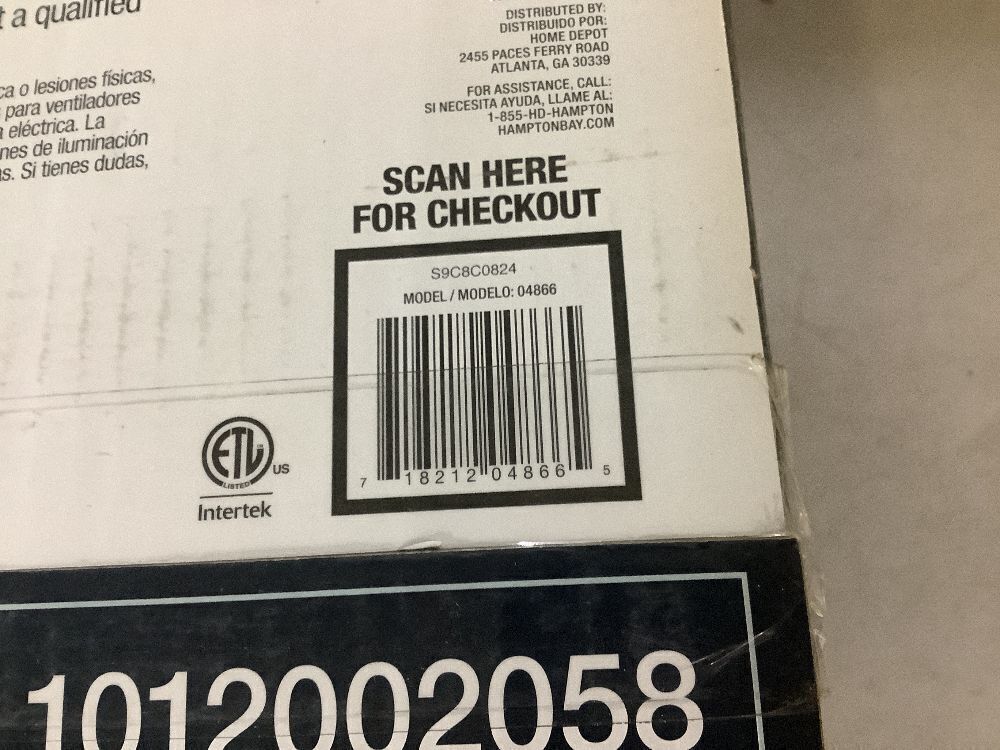 t a qualified
ca o lesiones físicas,
para ventiladores
eléctrica. La
nes de iluminación
s. Si tienes dudas,
DISTRIBUTED BY:
DISTRIBUIDO POR:
HOME DEPOT
2455 PACES FERRY ROAD
ATLANTA, GA 30339
FOR ASSISTANCE, CALL:
SI NECESITA AYUDA, LLAME AL:
1-855-HD-HAMPTON
HAMPTONBAY.COM
SCAN HERE
FOR CHECKOUT
S9C8C0824
MODEL / MODELO: 04866
7 18212 04866 5
ETL US
LISTED
Intertek
1012002058